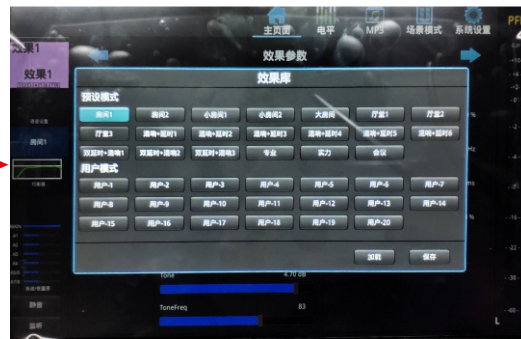 主页面 电平 MP3 场景模式 系统设置
效果1
效果参数
效果1
效果库
预设模式
房间1 房间2 小房间1 小房间2 大房间 厅堂1 厅堂2
厅堂3 混响+延时1 混响+延时2 混响+延时3 混响+延时4 混响+延时5 混响+延时6
双延时+混响1 双延时+混响2 双延时+混响3 专业 实力 会议
房间1
用户模式
用户-1 用户-2 用户-3 用户-4 用户-5 用户-6 用户-7
用户-8 用户-9 用户-10 用户-11 用户-12 用户-13 用户-14
用户-15 用户-16 用户-17 用户-18 用户-19 用户-20
加载 保存
Tone 4.70 dB
静音
ToneFreq 83
监听
L